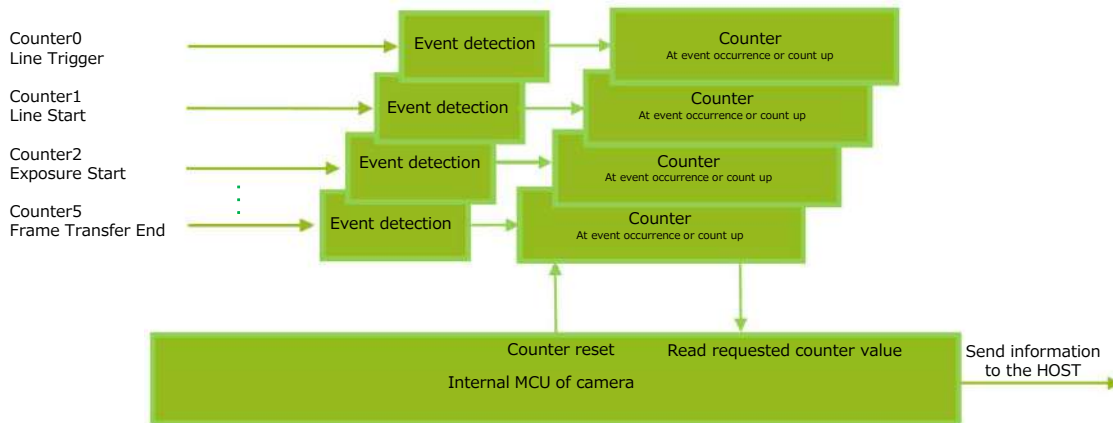 Counter0
Line Trigger
Event detection
Counter
At event occurrence or count up
Counter1
Line Start
Event detection
Counter
At event occurrence or count up
Counter2
Exposure Start
Event detection
Counter
At event occurrence or count up
Counter5
Frame Transfer End
Event detection
Counter
At event occurrence or count up
Counter reset
Read requested counter value
Internal MCU of camera
Send information
to the HOST